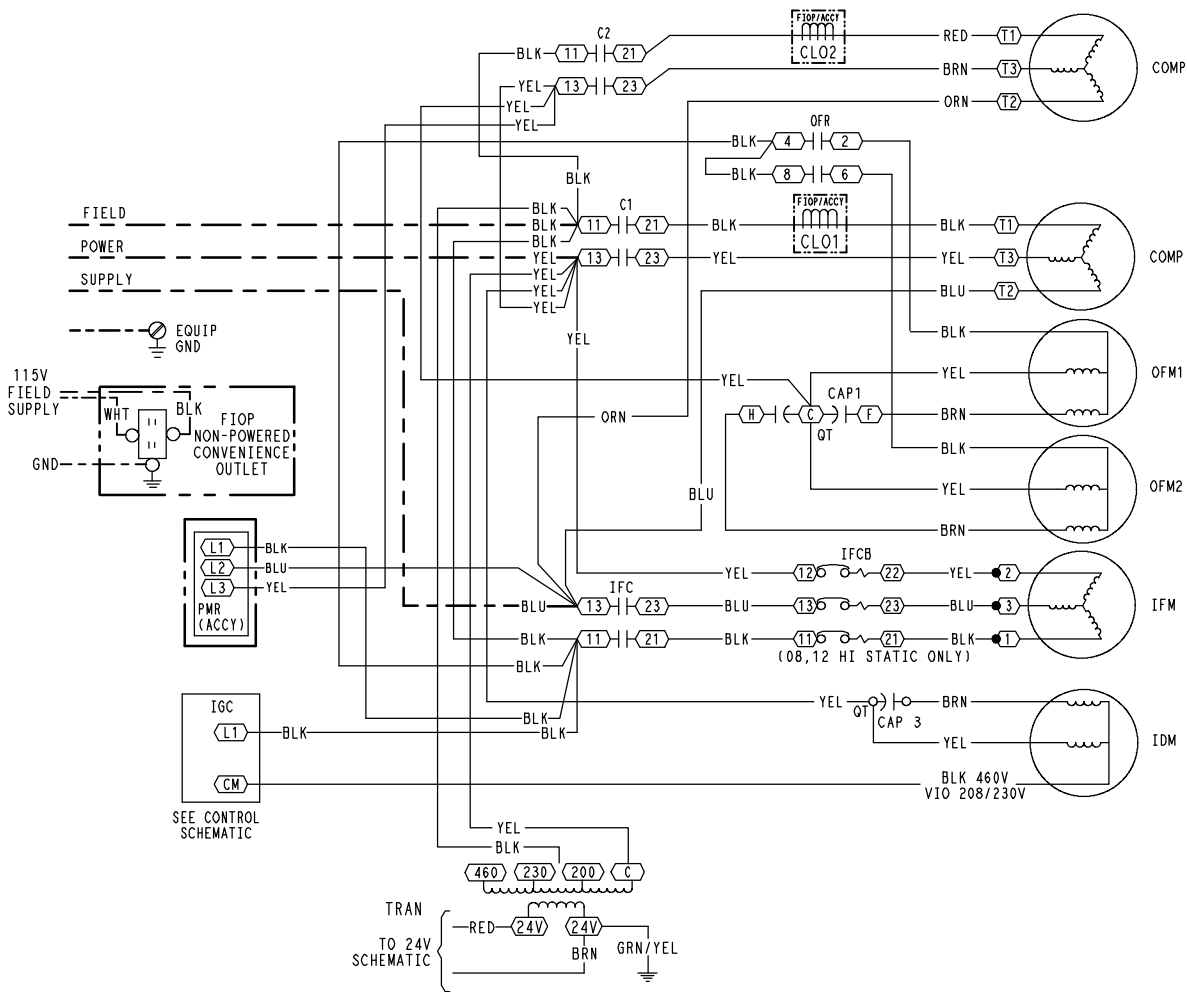 C2
FIOP/ACCY
CLO2
BLK 11 21 RED T1
COMP
YEL 13 23 BRN T3
YEL ORN T2
YEL
OFR
BLK 4 2
BLK 8 6
BLK
C1
FIOP/ACCY
CLO1
FIELD BLK
BLK 11 21 BLK BLK T1
BLK
POWER YEL 13 23 YEL YEL T3
COMP
YEL
SUPPLY YEL BLU T2
YEL
EQUIP
GND
YEL
BLK
115V
FIELD
SUPPLY
WHT BLK
FIOP
NON-POWERED
CONVENIENCE
OUTLET
GND
YEL YEL
OFM1
CAP1
ORN H C F BRN
QT
BLK
BLU YEL
OFM2
BRN
IFCB
L1 BLK
L2 BLU
L3 YEL
PMR
(ACCY)
YEL 12 22 YEL 2
IFC
BLU 13 23 BLU 13 23 BLU 3
IFM
BLK 11 21 BLK 11 21 BLK 1
(08,12 HI STATIC ONLY)
BLK
IGC
YEL QT CAP 3 BRN
BLK
L1 BLK BLK
YEL
IDM
CM
BLK 460V
VIO 208/230V
SEE CONTROL
SCHEMATIC
YEL
BLK
460 230 200 C
TRAN
RED 24V 24V
TO 24V
SCHEMATIC
BRN GRN/YEL